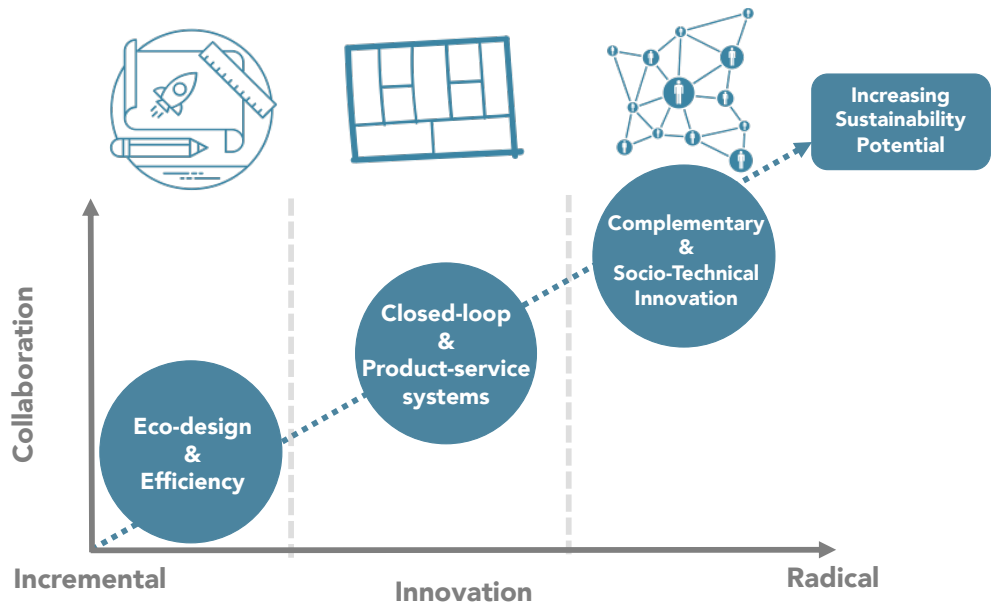 Increasing
Sustainability
Potential
Complementary
&
Socio-Technical
Innovation
Closed-loop
&
Product-service
systems
Eco-design
&
Efficiency
Collaboration
Incremental
Innovation
Radical